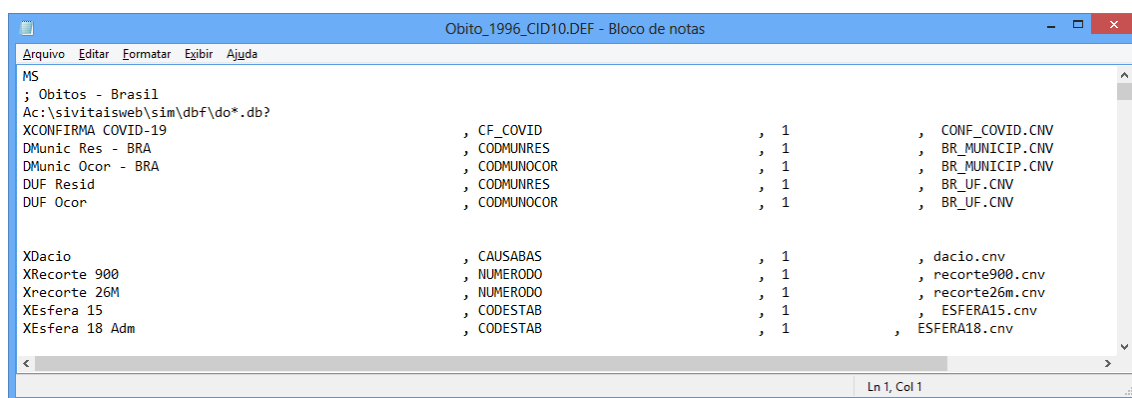 Obito_1996_CID10.DEF - Bloco de notas
Arquivo Editar Formatar Exibir Ajuda
MS
; Obitos - Brasil
Ac:\sivitaisweb\sim\dbf\do*.db?
XCONFIRMA COVID-19 , CF_COVID , 1 , CONF_COVID.CNV
DMunic Res - BRA , CODMUNRES , 1 , BR_MUNICIP.CNV
DMunic Ocor - BRA , CODMUNOCOR , 1 , BR_MUNICIP.CNV
DUF Resid , CODMUNRES , 1 , BR_UF.CNV
DUF Ocor , CODMUNOCOR , 1 , BR_UF.CNV
XDacio , CAUSABAS , 1 , dacio.cnv
XRecorte 900 , NUMERODO , 1 , recorte900.cnv
Xrecorte 26M , NUMERODO , 1 , recorte26m.cnv
XEsfera 15 , CODESTAB , 1 , ESFERA15.cnv
XEsfera 18 Adm , CODESTAB , 1 , ESFERA18.cnv
Ln 1, Col 1